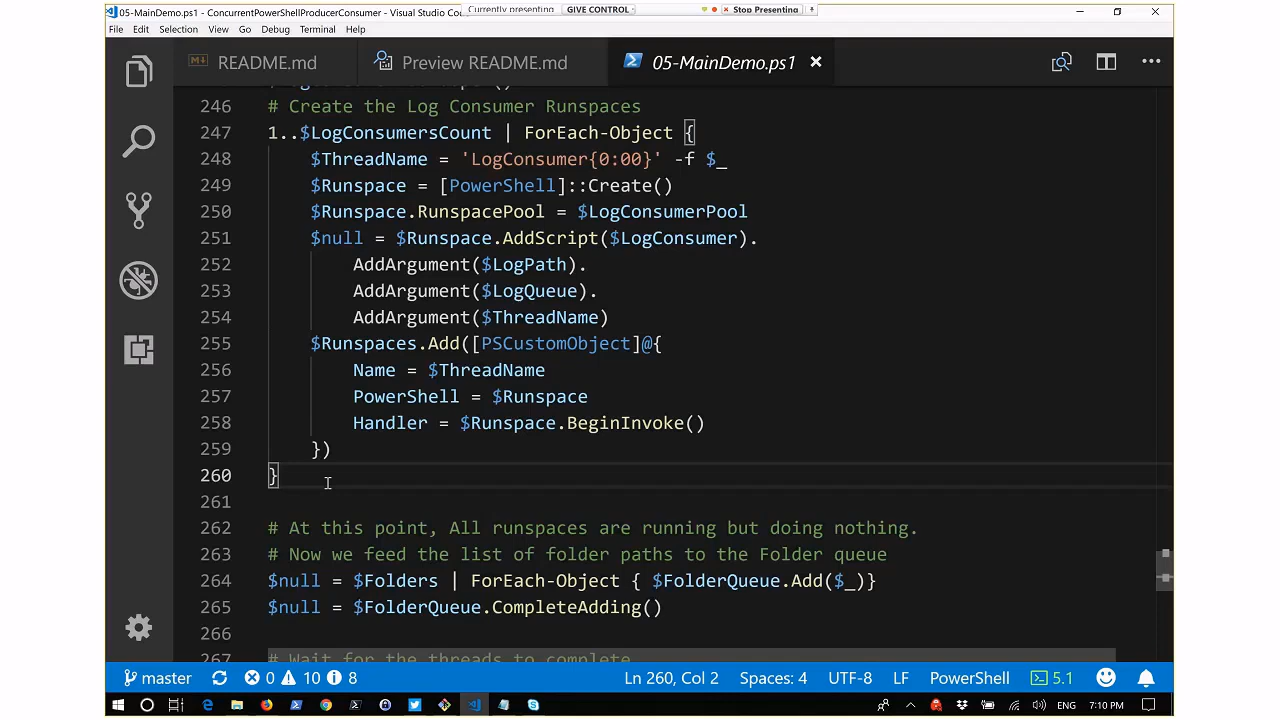 05-MainDemo.ps1 - ConcurrentPowerShellProducerConsumer - Visual Studio Co
Currently presenting GIVE CONTROL Stop Presenting
File Edit Selection View Go Debug Terminal Help
README.md Preview README.md 05-MainDemo.ps1
246 # Create the Log Consumer Runspaces
247 1..$LogConsumersCount | ForEach-Object {
248 $ThreadName = 'LogConsumer{0:00}' -f $_
249 $Runspace = [PowerShell]::Create()
250 $Runspace.RunspacePool = $LogConsumerPool
251 $null = $Runspace.AddScript($LogConsumer).
252 AddArgument($LogPath).
253 AddArgument($LogQueue).
254 AddArgument($ThreadName)
255 $Runspaces.Add([PSCustomObject]@{
256 Name = $ThreadName
257 PowerShell = $Runspace
258 Handler = $Runspace.BeginInvoke()
259 })
260 }
261
262 # At this point, All runspaces are running but doing nothing.
263 # Now we feed the list of folder paths to the Folder queue
264 $null = $Folders | ForEach-Object { $FolderQueue.Add($_)}
265 $null = $FolderQueue.CompleteAdding()
266
267 # Wait for the threads to complete
master 0 10 8 Ln 260, Col 2 Spaces: 4 UTF-8 LF PowerShell 5.1
ENG 7:10 PM